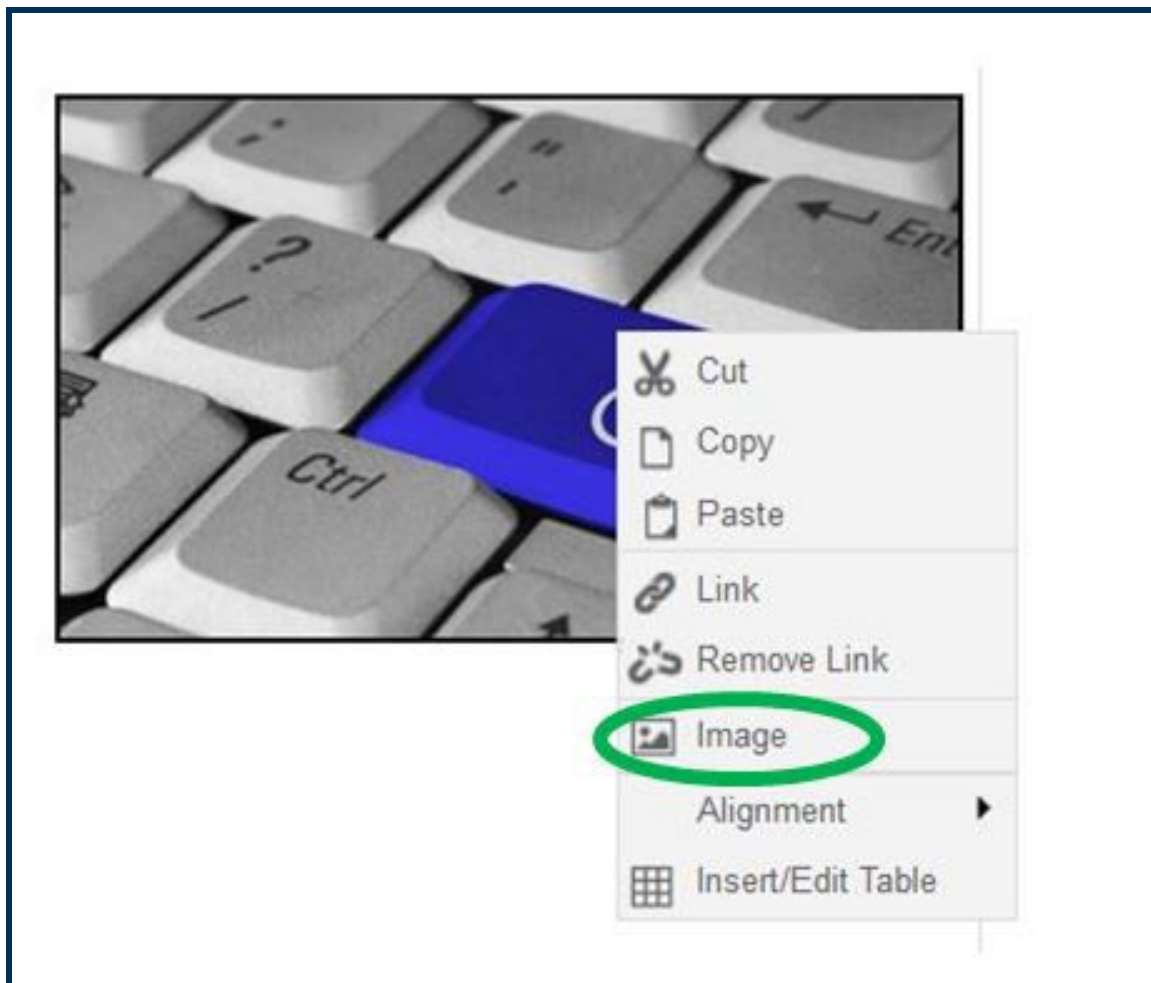 ; :
"
'
]
?
/
Ent
Ctrl
Cut
Copy
Paste
Link
Remove Link
Image
Alignment
Insert/Edit Table